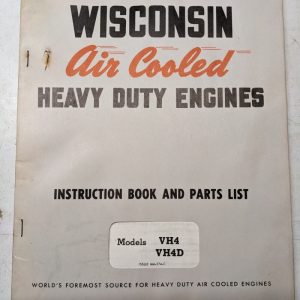 WISCONSIN
Air Cooled
HEAVY DUTY ENGINES
INSTRUCTION BOOK AND PARTS LIST
Models VH4
VH4D
WORLD'S FOREMOST SOURCE FOR HEAVY DUTY AIR COOLED ENGINES